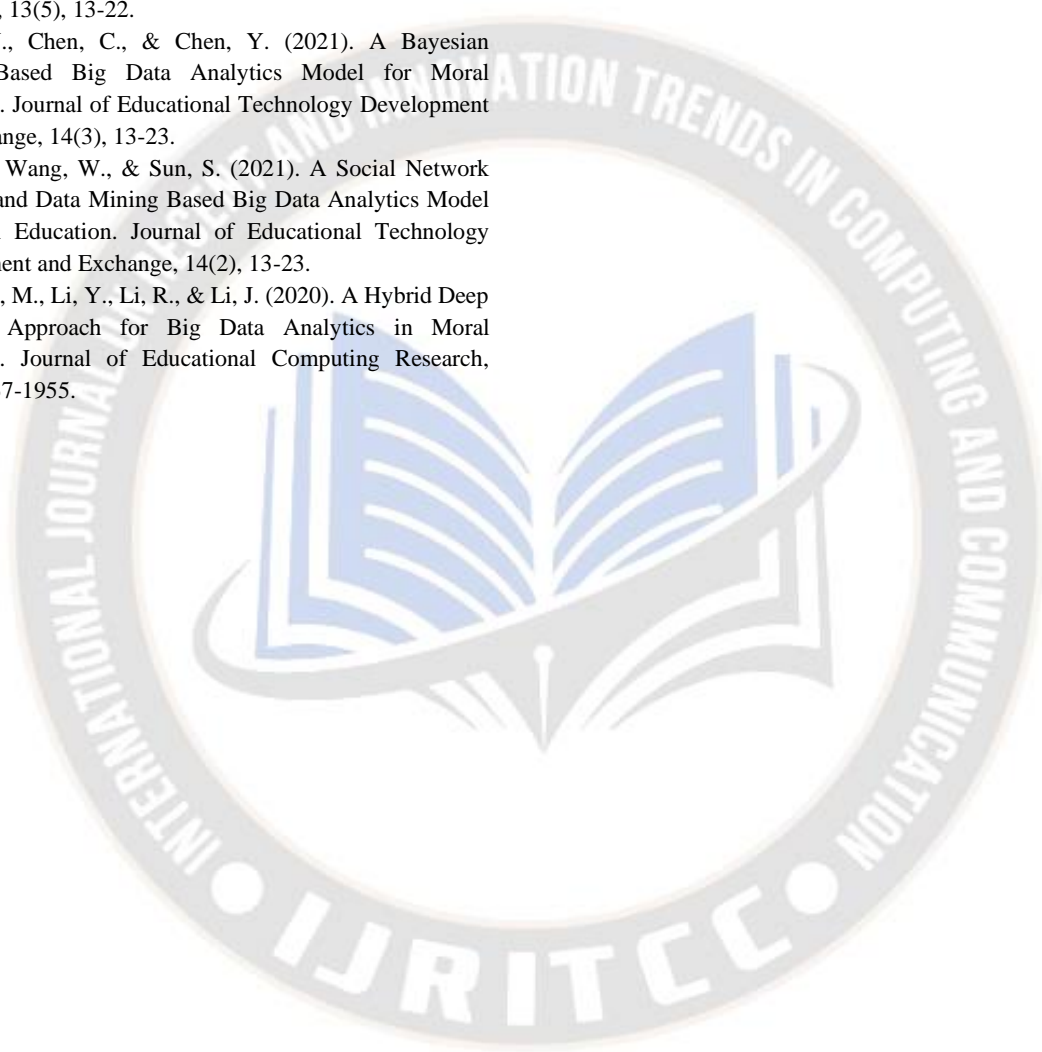 , 13(5), 13-22.
., Chen, C., & Chen, Y. (2021). A Bayesian
Based Big Data Analytics Model for Moral
. Journal of Educational Technology Development
ange, 14(3), 13-23.
Wang, W., & Sun, S. (2021). A Social Network
and Data Mining Based Big Data Analytics Model
Education. Journal of Educational Technology
ment and Exchange, 14(2), 13-23.
, M., Li, Y., Li, R., & Li, J. (2020). A Hybrid Deep
Approach for Big Data Analytics in Moral
. Journal of Educational Computing Research,
7-1955.
INTERNATIONAL JOURNAL ON RECENT AND INNOVATION TRENDS IN COMPUTING AND COMMUNICATION
IJRITCC